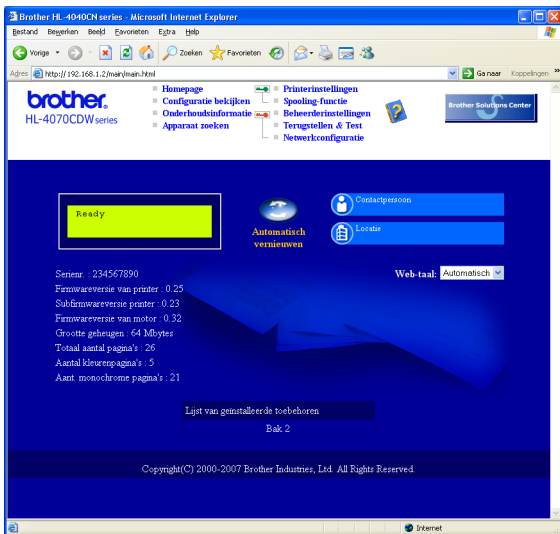 Brother HL-4040CN series - Microsoft Internet Explorer
Bestand Bewerken Beeld Favorieten Extra Help
Vorige Zoeken Favorieten
Adres http://192.168.1.2/main/main.html Ga naar Koppelingen »
brother®
HL-4070CDW series
Homepage
Configuratie bekijken
Onderhoudsinformatie
Apparaat zoeken
Printerinstellingen
Spooling-functie
Beheerderinstellingen
Terugstellen & Test
Netwerkconfiguratie
Brother Solutions Center
Ready
Automatisch
vernieuwen
Contactpersoon
Locatie
Web-taal: Automatisch
Serienr. : 234567890
Firmwareversie van printer : 0.25
Subfirmwareversie printer : 0.23
Firmwareversie van motor : 0.32
Grootte geheugen : 64 Mbytes
Totaal aantal pagina's : 26
Aantal kleurenpagina's : 5
Aant. monochrome pagina's : 21
Lijst van geïnstalleerde toebehoren
Bak 2
Copyright(C) 2000-2007 Brother Industries, Ltd. All Rights Reserved.
Internet